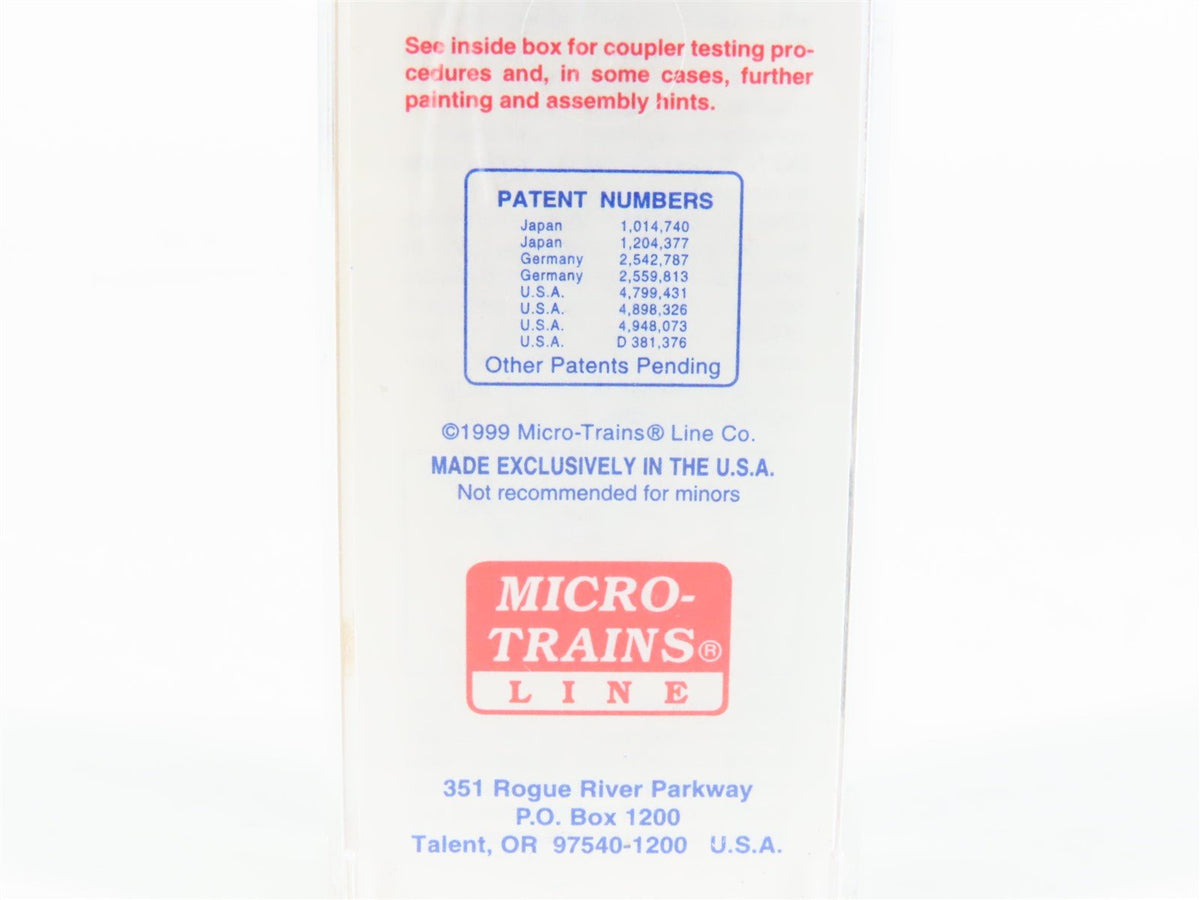 See inside box for coupler testing pro-
cedures and, in some cases, further
painting and assembly hints.
PATENT NUMBERS
Japan 1,014,740
Japan 1,204,377
Germany 2,542,787
Germany 2,559,813
U.S.A. 4,799,431
U.S.A. 4,898,326
U.S.A. 4,948,073
U.S.A. D 381,376
Other Patents Pending
©1999 Micro-Trains® Line Co.
MADE EXCLUSIVELY IN THE U.S.A.
Not recommended for minors
MICRO-
TRAINS®
LINE
351 Rogue River Parkway
P.O. Box 1200
Talent, OR 97540-1200 U.S.A.